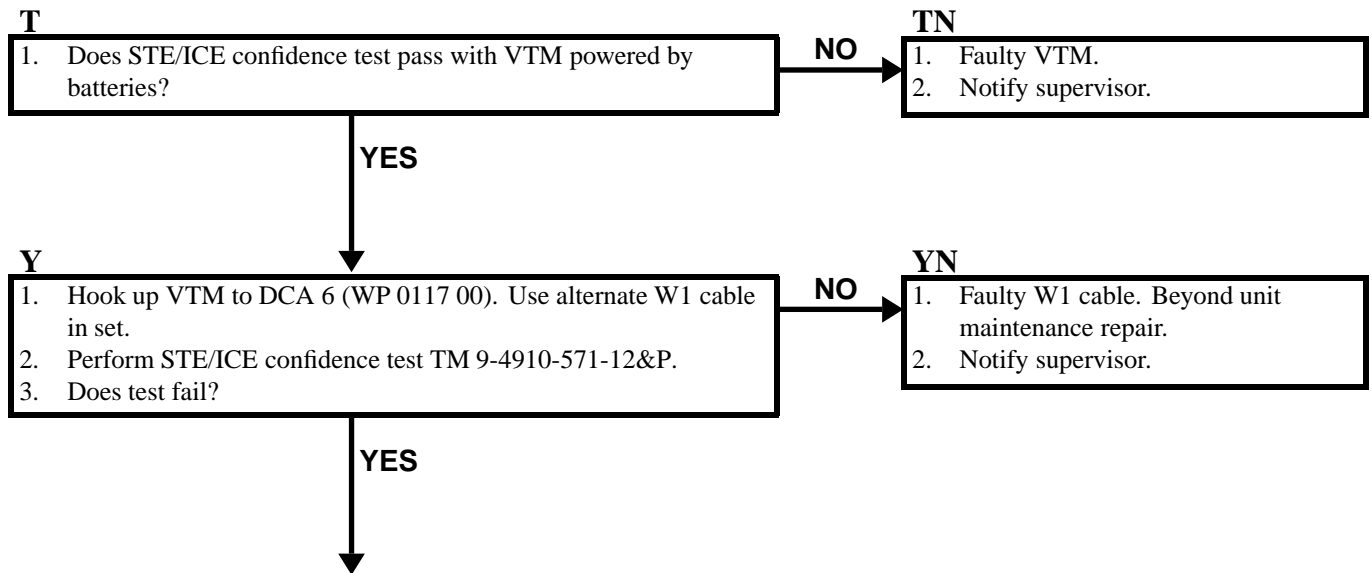 T
1. Does STE/ICE confidence test pass with VTM powered by
batteries?
NO
TN
1. Faulty VTM.
2. Notify supervisor.
YES
Y
1. Hook up VTM to DCA 6 (WP 0117 00). Use alternate W1 cable
in set.
2. Perform STE/ICE confidence test TM 9-4910-571-12&P.
3. Does test fail?
NO
YN
1. Faulty W1 cable. Beyond unit
maintenance repair.
2. Notify supervisor.
YES